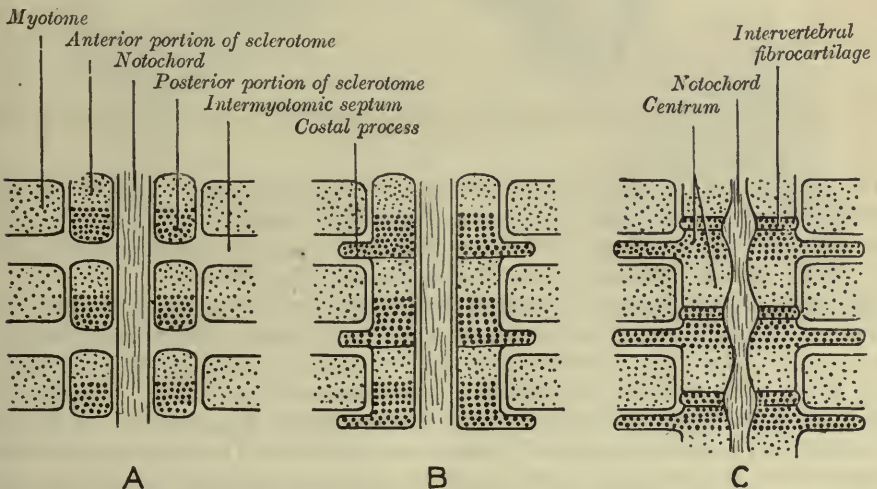 Myotome
Anterior portion of sclerotome
Notochord
Posterior portion of sclerotome
Intermyotomic septum
Costal process
Intervertebral
fibrocartilage
Notochord
Centrum
A
B
C